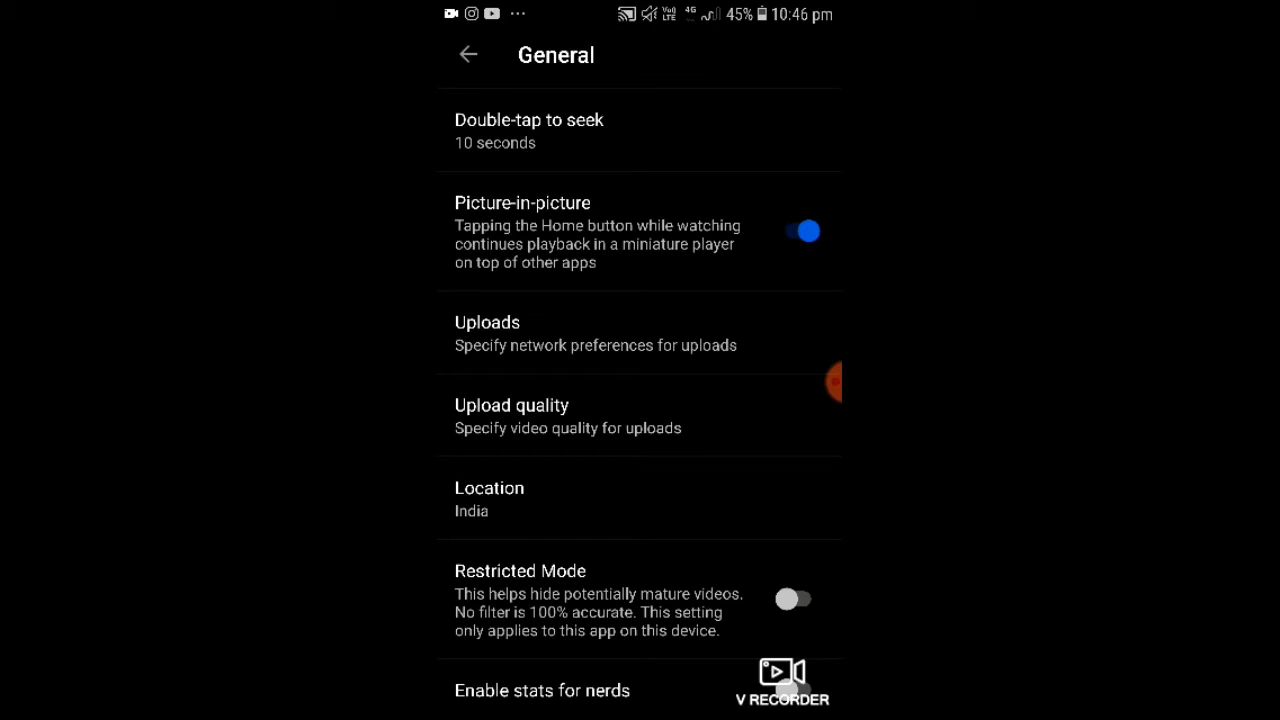 Vo))
LTE
4G
45%
10:46 pm
General
Double-tap to seek
10 seconds
Picture-in-picture
Tapping the Home button while watching
continues playback in a miniature player
on top of other apps
Uploads
Specify network preferences for uploads
Upload quality
Specify video quality for uploads
Location
India
Restricted Mode
This helps hide potentially mature videos.
No filter is 100% accurate. This setting
only applies to this app on this device.
Enable stats for nerds
V RECORDER